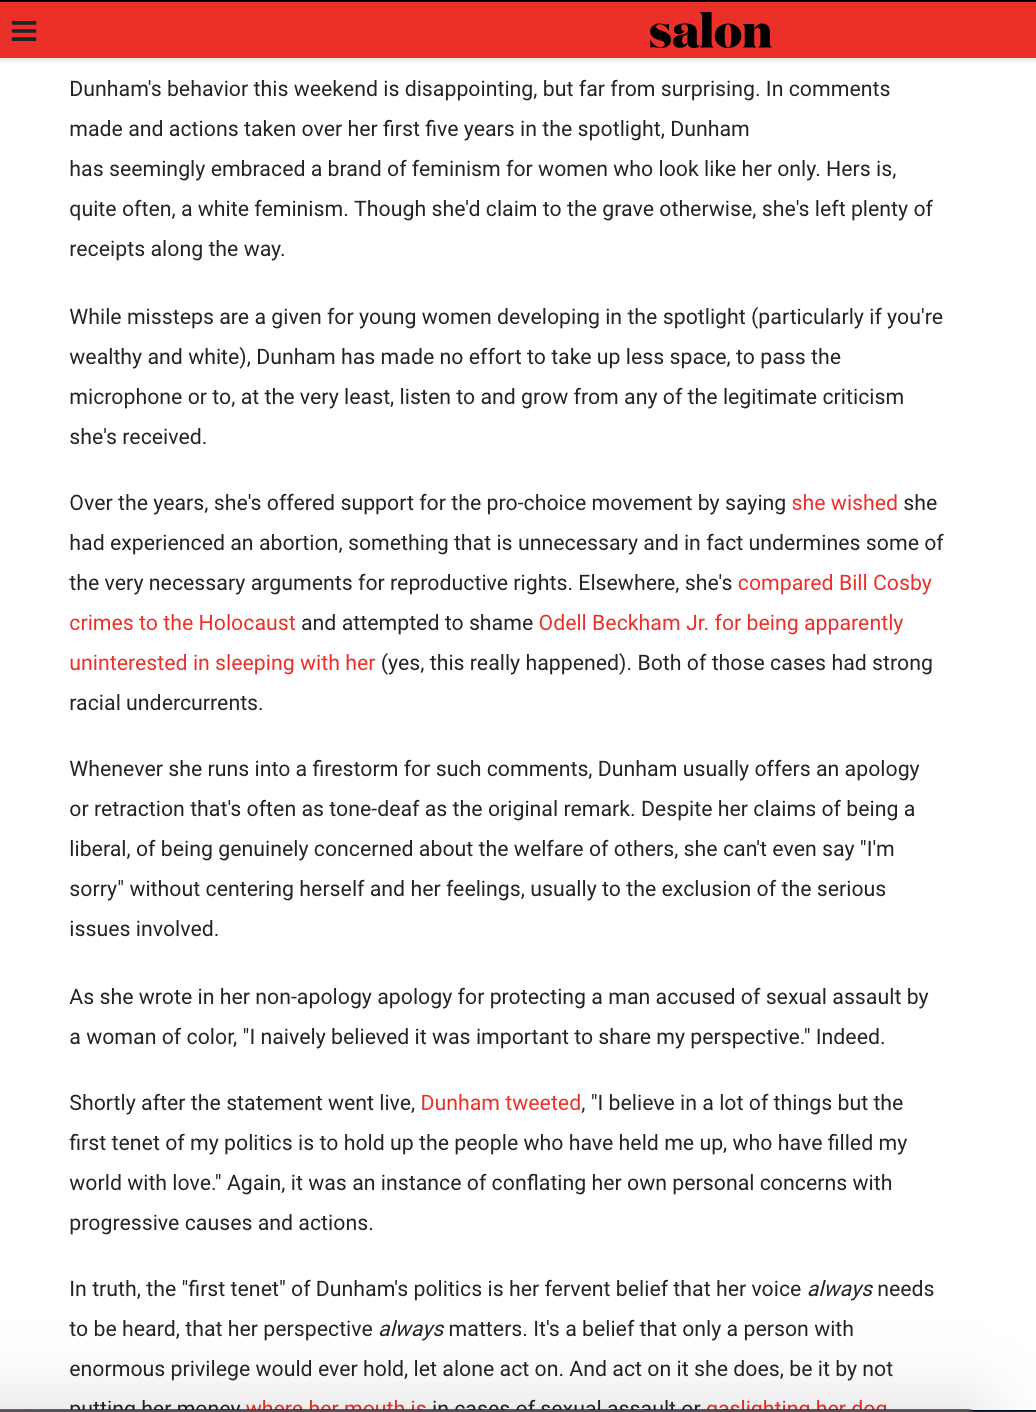 salon
Dunham's behavior this weekend is disappointing, but far from surprising. In comments
made and actions taken over her first five years in the spotlight, Dunham
has seemingly embraced a brand of feminism for women who look like her only. Hers is,
quite often, a white feminism. Though she'd claim to the grave otherwise, she's left plenty of
receipts along the way.
While missteps are a given for young women developing in the spotlight (particularly if you're
wealthy and white), Dunham has made no effort to take up less space, to pass the
microphone or to, at the very least, listen to and grow from any of the legitimate criticism
she's received.
Over the years, she's offered support for the pro-choice movement by saying she wished she
had experienced an abortion, something that is unnecessary and in fact undermines some of
the very necessary arguments for reproductive rights. Elsewhere, she's compared Bill Cosby
crimes to the Holocaust and attempted to shame Odell Beckham Jr. for being apparently
uninterested in sleeping with her (yes, this really happened). Both of those cases had strong
racial undercurrents.
Whenever she runs into a firestorm for such comments, Dunham usually offers an apology
or retraction that's often as tone-deaf as the original remark. Despite her claims of being a
liberal, of being genuinely concerned about the welfare of others, she can't even say "I'm
sorry" without centering herself and her feelings, usually to the exclusion of the serious
issues involved.
As she wrote in her non-apology apology for protecting a man accused of sexual assault by
a woman of color, "I naively believed it was important to share my perspective." Indeed.
Shortly after the statement went live, Dunham tweeted, "I believe in a lot of things but the
first tenet of my politics is to hold up the people who have held me up, who have filled my
world with love." Again, it was an instance of conflating her own personal concerns with
progressive causes and actions.
In truth, the "first tenet" of Dunham's politics is her fervent belief that her voice always needs
to be heard, that her perspective always matters. It's a belief that only a person with
enormous privilege would ever hold, let alone act on. And act on it she does, be it by not
putting her money where her mouth is in cases of sexual assault or gaslighting her dog